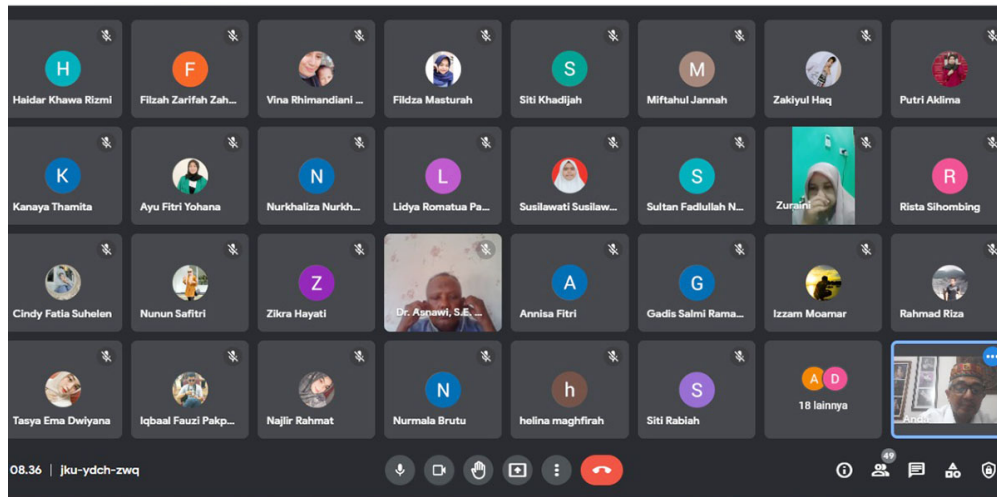 H
F
S
M
Haidar Khawa Rizmi
Filzah Zarifah Zah...
Vina Rhimandiani ...
Fildza Masturah
Siti Khadijah
Miftahul Jannah
Zakiyul Haq
Putri Aklima
K
N
L
S
R
Kanaya Thamita
Ayu Fitri Yohana
Nurkhaliza Nurkh...
Lidya Romatua Pa...
Susilawati Susilaw...
Sultan Fadlullah N...
Zuraini
Rista Sihombing
Z
A
G
Cindy Fatia Suhelen
Nunun Safitri
Zikra Hayati
Dr. Asnawi, S.E. ...
Annisa Fitri
Gadis Salmi Rama...
Izzam Moamar
Rahmad Riza
N
h
S
A D
18 lainnya
Tasya Ema Dwiyana
Iqbaal Fauzi Pakp...
Najlir Rahmat
Nurmala Brutu
helina maghfirah
Siti Rabiah
Anda
08.36 | jku-ydch-zwq
49